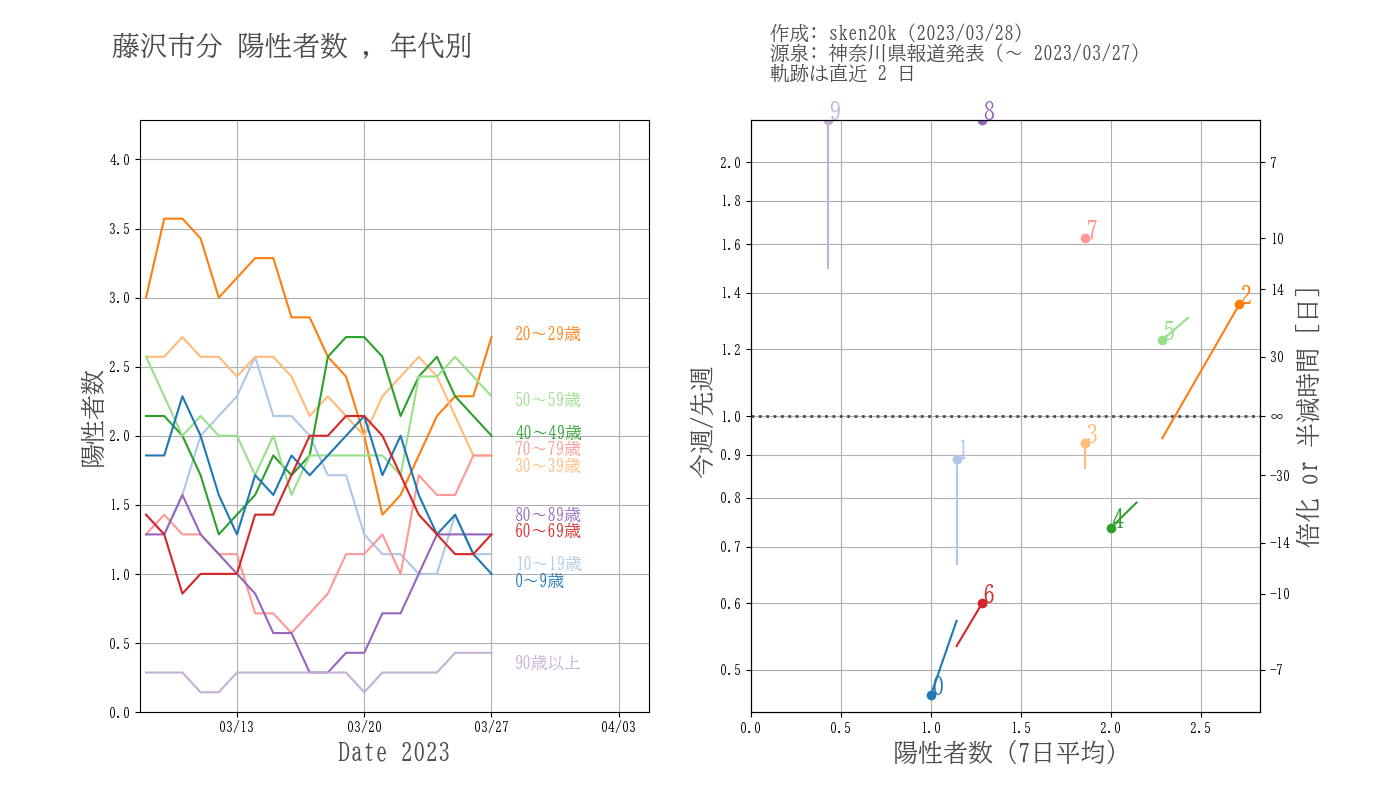 藤沢市分 陽性者数 , 年代別
作成: sken20k (2023/03/28)
源泉: 神奈川県報道発表 (〜 2023/03/27)
軌跡は直近 2 日
陽性者数
4.0
3.5
3.0
2.5
2.0
1.5
1.0
0.5
0.0
20〜29歳
50〜59歳
40〜49歳
70〜79歳
30〜39歳
80〜89歳
60〜69歳
10〜19歳
0〜9歳
90歳以上
03/13
03/20
03/27
04/03
Date 2023
今週/先週
2.0
1.8
1.6
1.4
1.2
1.0
0.9
0.8
0.7
0.6
0.5
9
8
7
2
5
3
1
4
6
0
7
10
14
30
∞
−30
−14
−10
−7
倍化 or 半減時間 [日]
0.0
0.5
1.0
1.5
2.0
2.5
陽性者数 (7日平均)